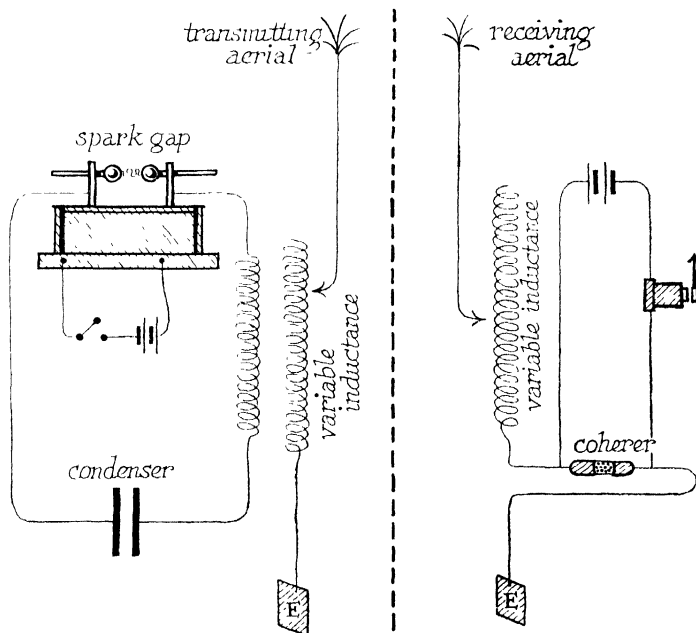 transmitting
aerial
receiving
aerial
spark gap
variable
inductance
variable inductance
condenser
coherer
E
E